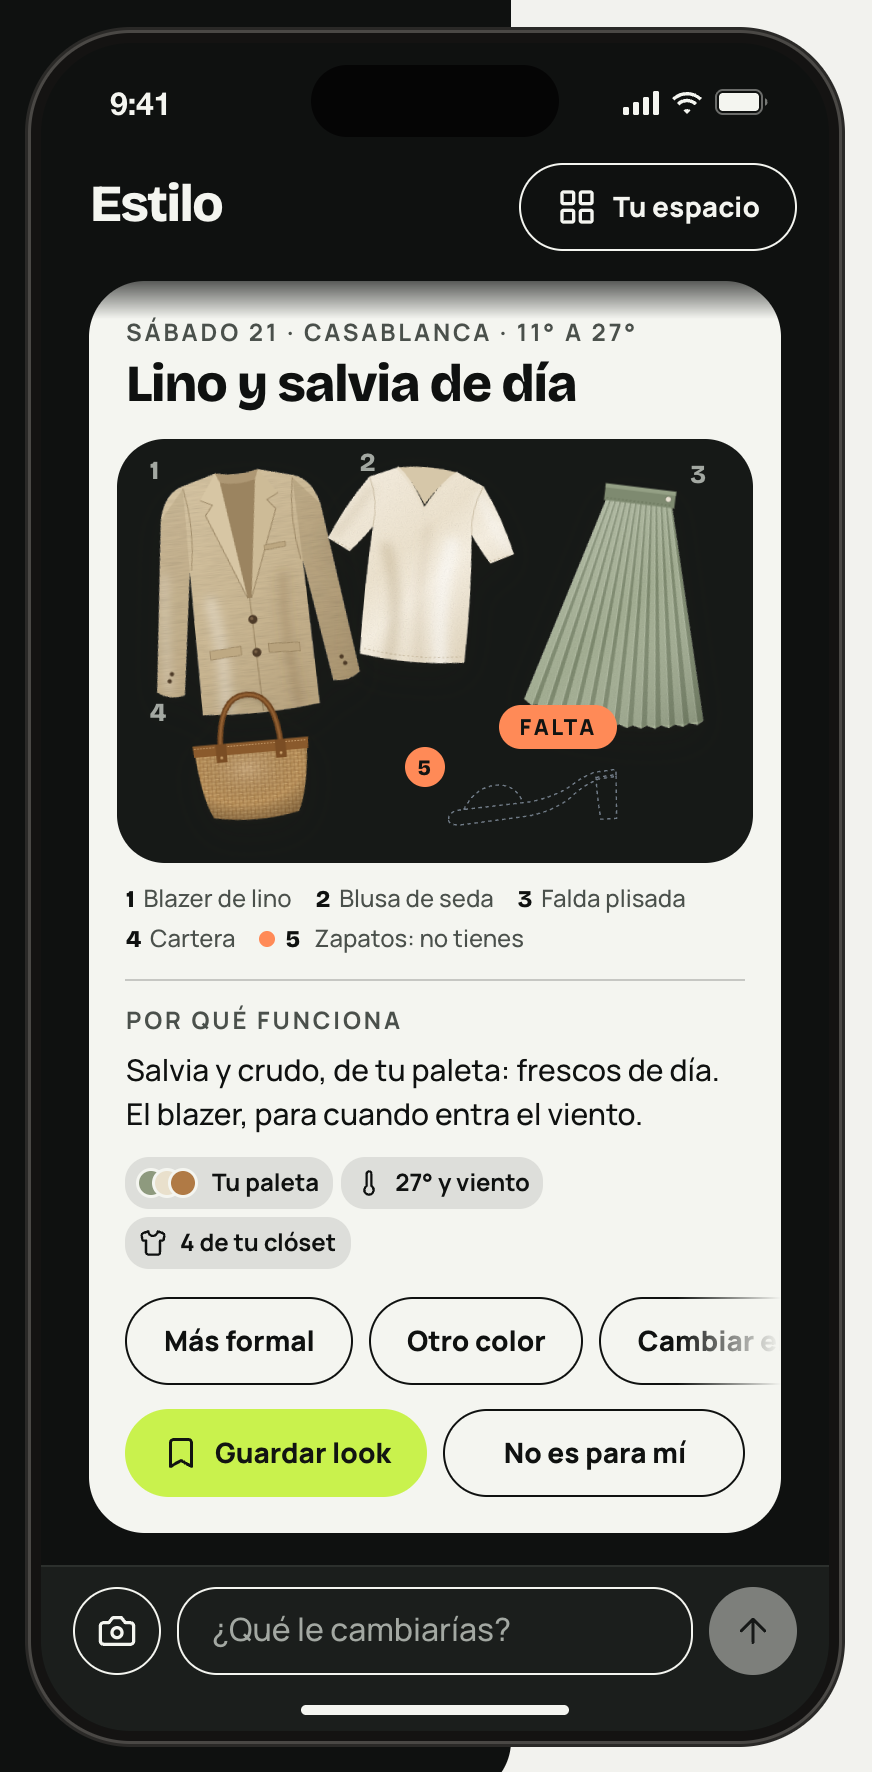 9:41
Estilo
Tu espacio
SÁBADO 21 · CASABLANCA · 11° A 27°
Lino y salvia de día
1
2
3
4
FALTA
5
1 Blazer de lino 2 Blusa de seda 3 Falda plisada
4 Cartera 5 Zapatos: no tienes
POR QUÉ FUNCIONA
Salvia y crudo, de tu paleta: frescos de día.
El blazer, para cuando entra el viento.
Tu paleta 27° y viento
4 de tu clóset
Más formal Otro color Cambiar e
Guardar look No es para mí
¿Qué le cambiarías?